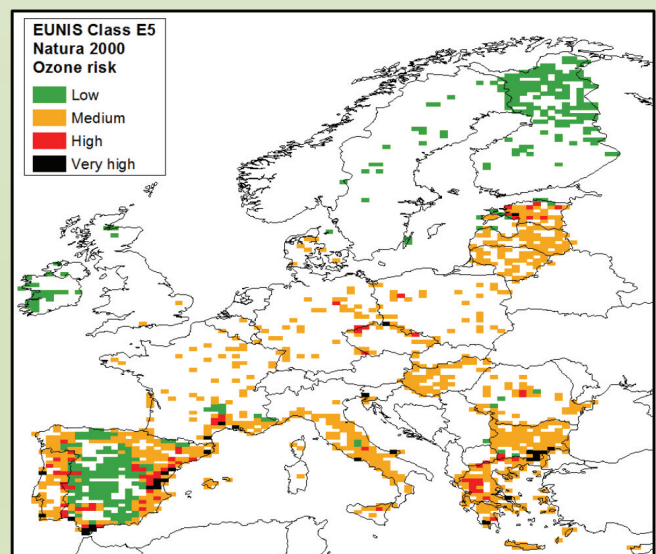 EUNIS Class E5
Natura 2000
Ozone risk
Low
Medium
High
Very high